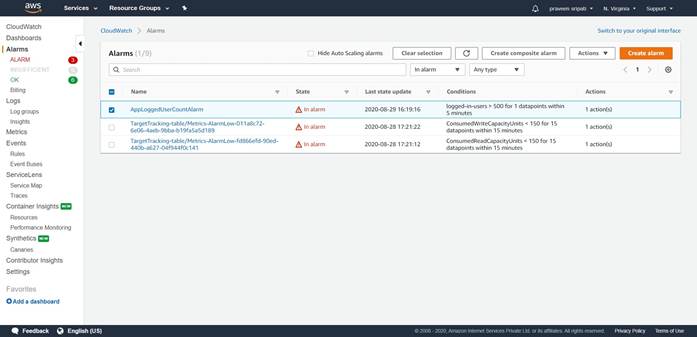 aws
Services
Resource Groups
praveen sripati
N. Virginia
Support
CloudWatch
Dashboards
Alarms
ALARM 3
INSUFFICIENT
OK 6
Billing
Logs
Log groups
Insights
Metrics
Events
Rules
Event Buses
ServiceLens
Service Map
Traces
Container Insights NEW
Resources
Performance Monitoring
Synthetics NEW
Canaries
Contributor Insights
Settings
Favorites
Add a dashboard
CloudWatch > Alarms
Switch to your original interface
Alarms (1/9)
Hide Auto Scaling alarms
Clear selection
Create composite alarm
Actions
Create alarm
Search
In alarm
Any type
1
Name State Last state update Conditions Actions
AppLoggedUserCountAlarm In alarm 2020-08-29 16:19:16 logged-in-users > 500 for 1 datapoints within 1 action(s)
5 minutes
TargetTracking-table/Metrics-AlarmLow-011a8c72- In alarm 2020-08-28 17:21:22 ConsumedWriteCapacityUnits < 150 for 15 1 action(s)
6e06-4aeb-9bba-b19fa5a5d189 datapoints within 15 minutes
TargetTracking-table/Metrics-AlarmLow-fd866efd-90ed- In alarm 2020-08-28 17:21:12 ConsumedReadCapacityUnits < 150 for 15 1 action(s)
440b-a627-04f944f0c141 datapoints within 15 minutes
Feedback
English (US)
© 2008 - 2020, Amazon Internet Services Private Ltd. or its affiliates. All rights reserved.
Privacy Policy
Terms of Use